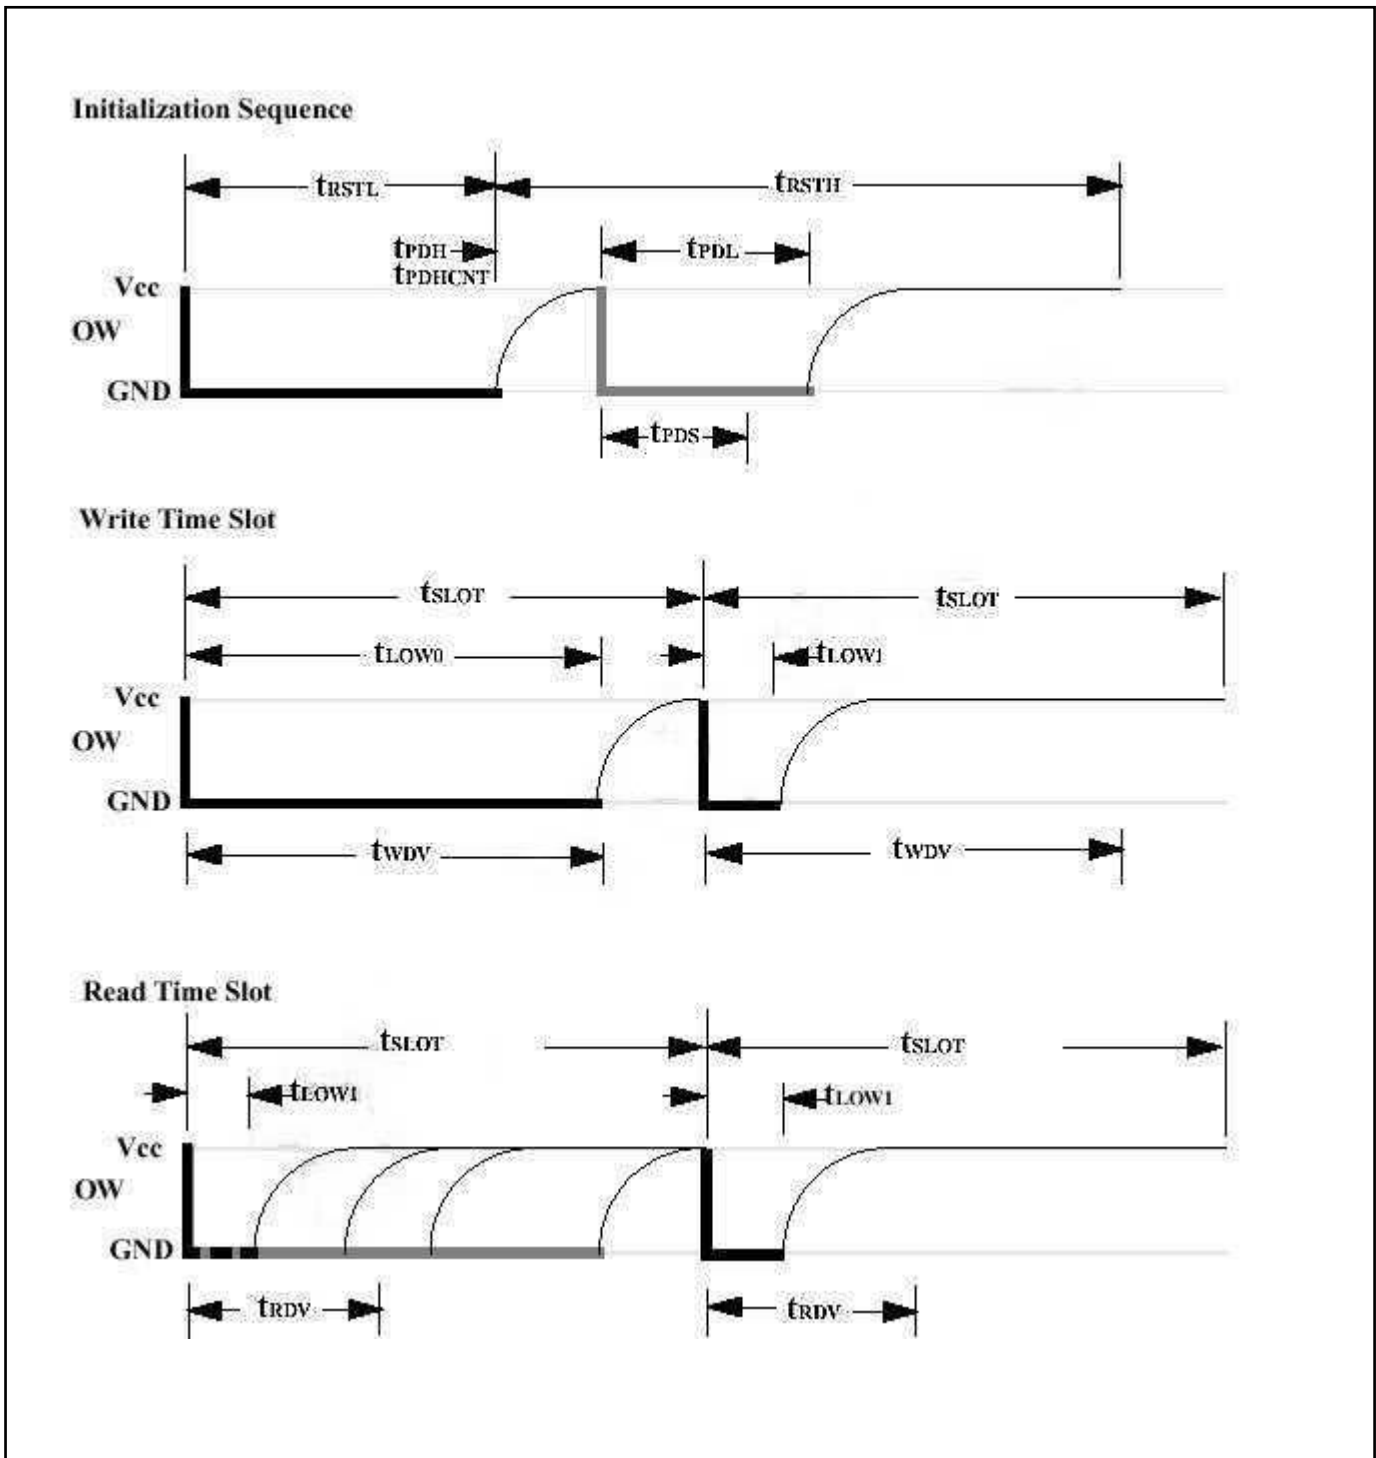 Initialization Sequence
tRSTL tRSTH
tPDH tPDL
tPDHCNT
Vcc
OW
GND
tPDS
Write Time Slot
tSLOT tSLOT
tLOW0 tLOW1
Vcc
OW
GND
tWDV tWDV
Read Time Slot
tSLOT tSLOT
tLOW1 tLOW1
Vcc
OW
GND
tRDV tRDV